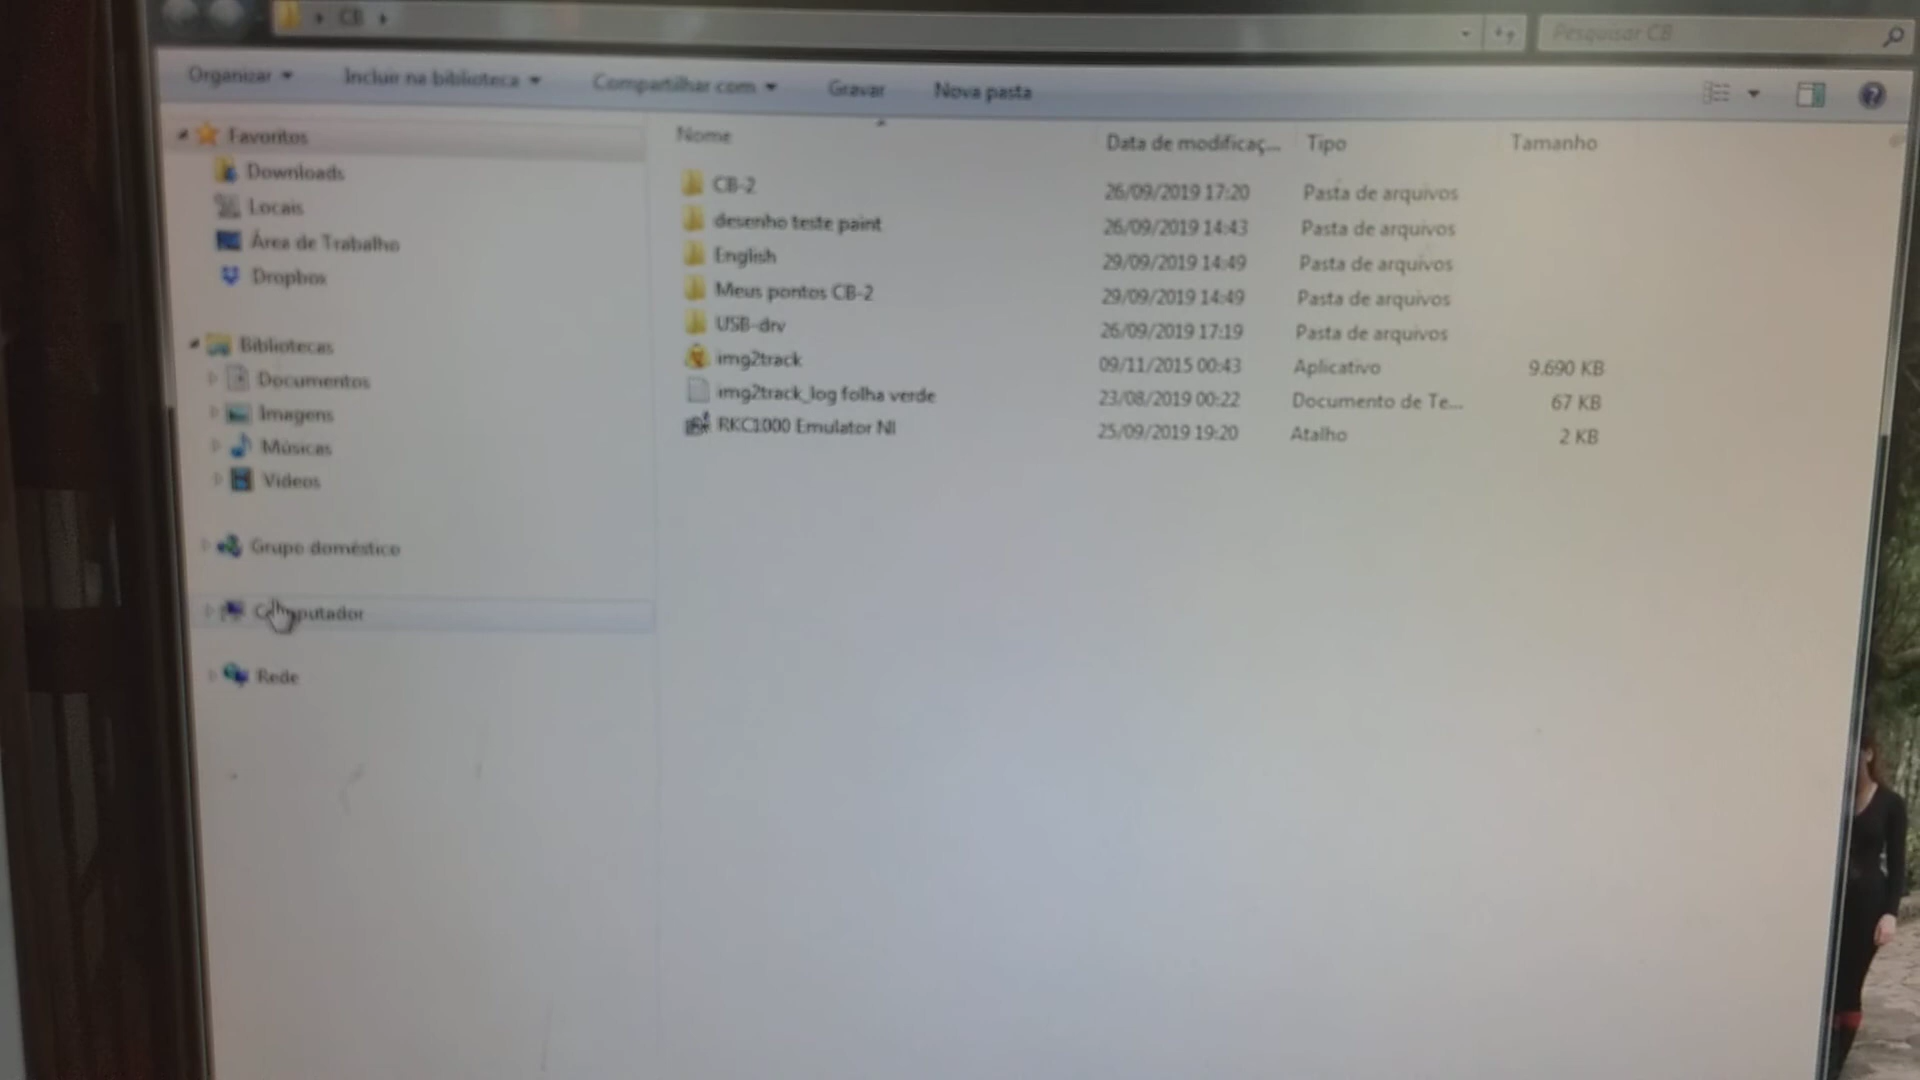 CB
Pesquisar CB
Organizar
Incluir na biblioteca
Compartilhar com
Gravar
Nova pasta
Favoritos
Downloads
Locais
Área de Trabalho
Dropbox
Bibliotecas
Documentos
Imagens
Músicas
Vídeos
Grupo doméstico
Computador
Rede
Nome Data de modificaç... Tipo Tamanho
CB-2 26/09/2019 17:20 Pasta de arquivos
desenho teste paint 26/09/2019 14:43 Pasta de arquivos
English 29/09/2019 14:49 Pasta de arquivos
Meus pontos CB-2 29/09/2019 14:49 Pasta de arquivos
USB-drv 26/09/2019 17:19 Pasta de arquivos
img2track 09/11/2015 00:43 Aplicativo 9.690 KB
img2track_log folha verde 23/08/2019 00:22 Documento de Te... 67 KB
RKC1000 Emulator NI 25/09/2019 19:20 Atalho 2 KB